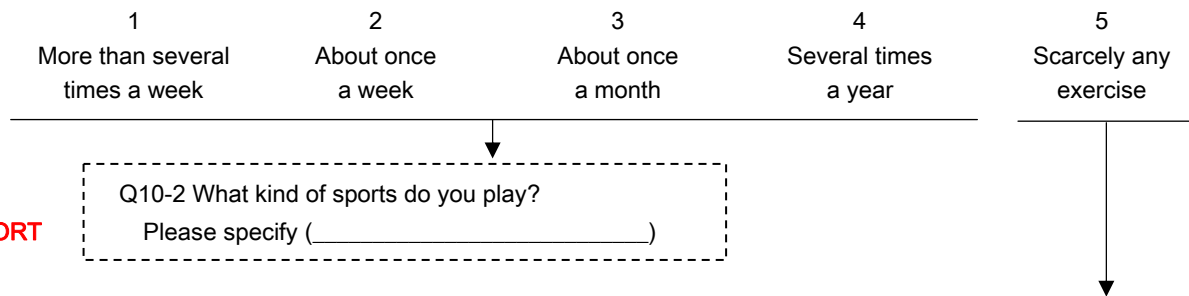 1 2 3 4 5
More than several About once About once Several times Scarcely any
times a week a week a month a year exercise
Q10-2 What kind of sports do you play?
ORT Please specify (_________________________)